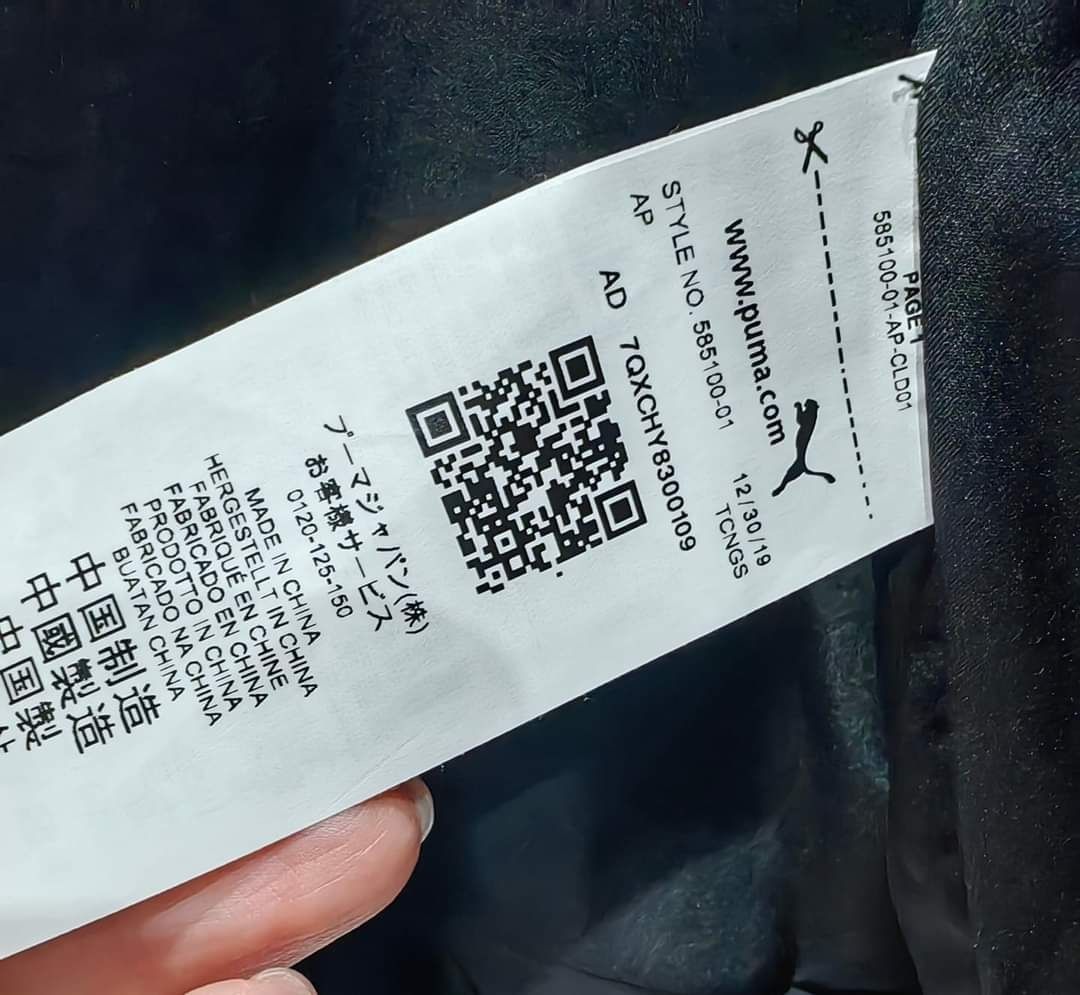 PAGE 1
585100-01-AP-CLD01
www.puma.com
12/30/19
STYLE NO. 585100-01
TCNGS
AP
AD 7QXCHY8300109
プーマジャパン(株)
お客様サービス
0120-125-150
MADE IN CHINA
HERGESTELLT IN CHINA
FABRIQUÉ EN CHINE
FABRICADO EN CHINA
PRODOTTO IN CHINA
FABRICADO NA CHINA
BUATAN CHINA
中国制造
中國製造
中国製